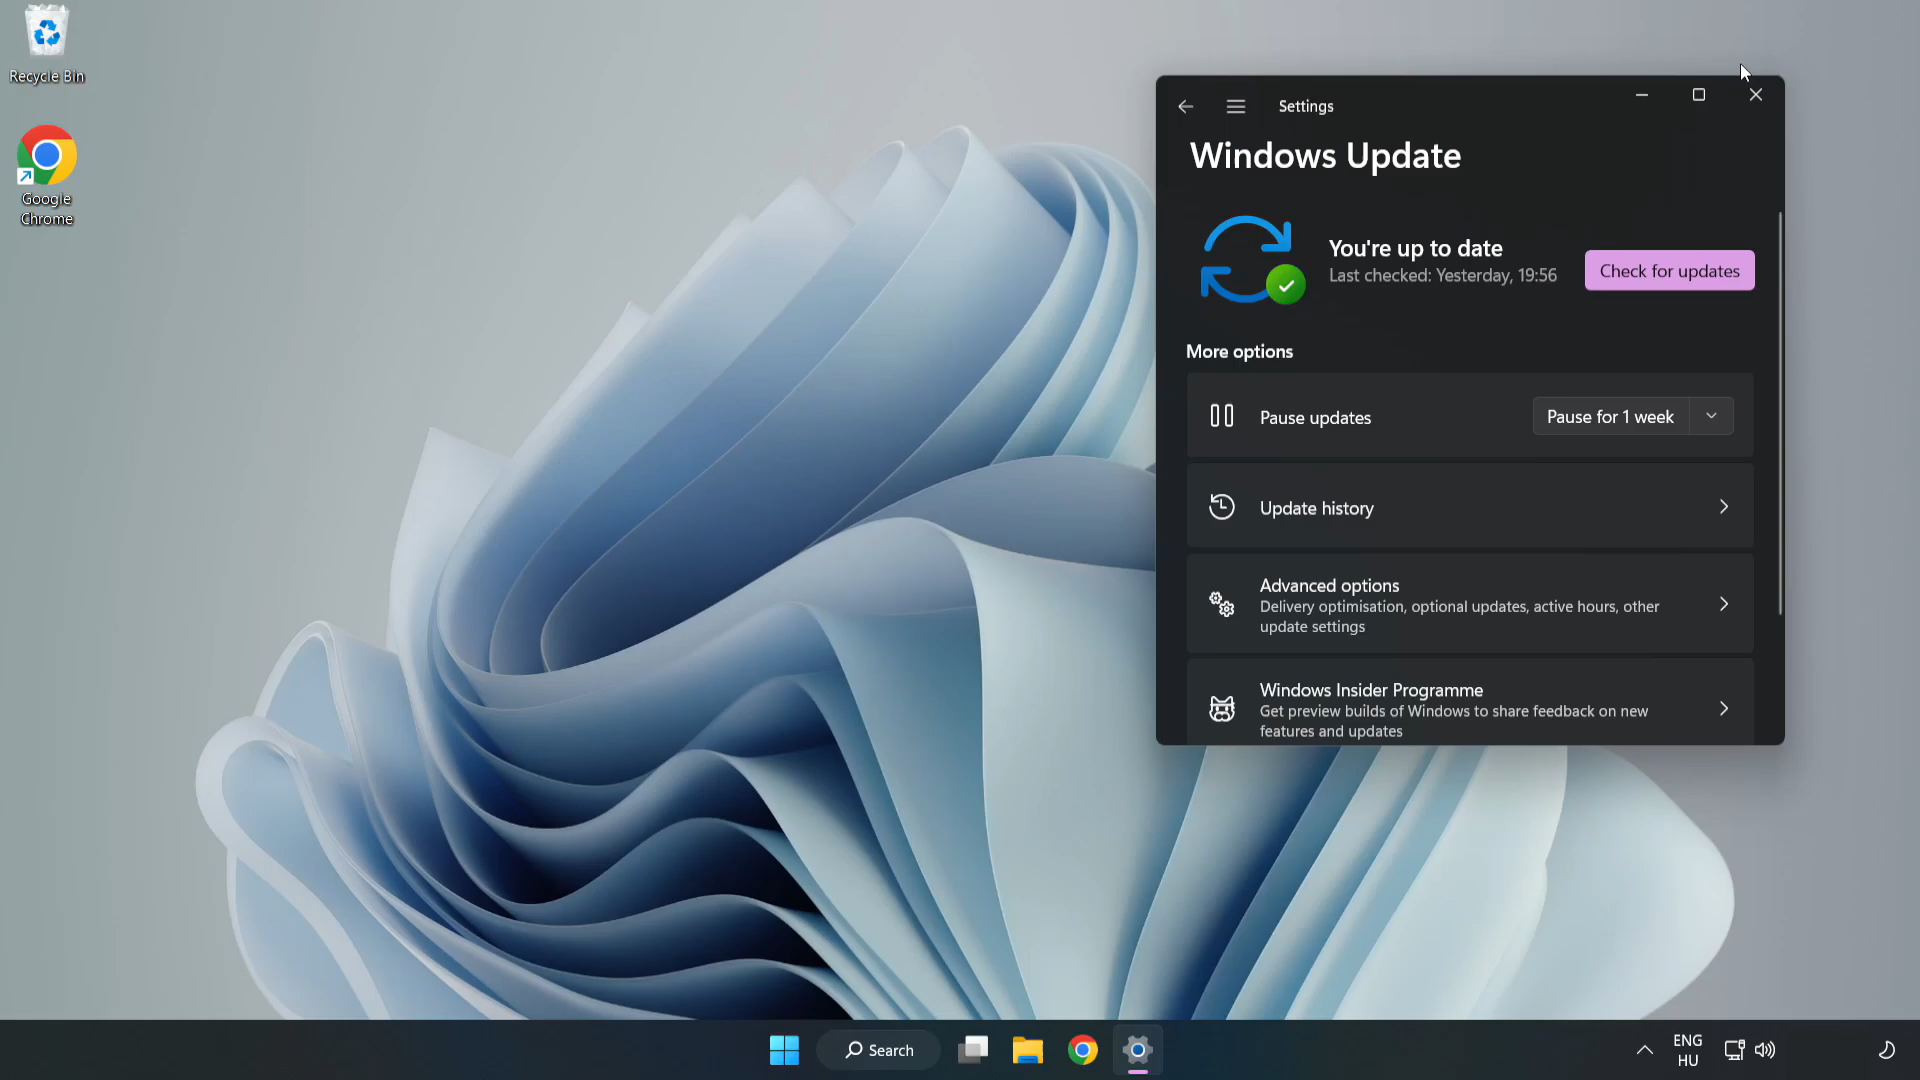 Recycle Bin
Google
Chrome
Settings
Windows Update
You're up to date
Last checked: Yesterday, 19:56
Check for updates
More options
Pause updates
Pause for 1 week
Update history
Advanced options
Delivery optimisation, optional updates, active hours, other
update settings
Windows Insider Programme
Get preview builds of Windows to share feedback on new
features and updates
Search
ENG
HU